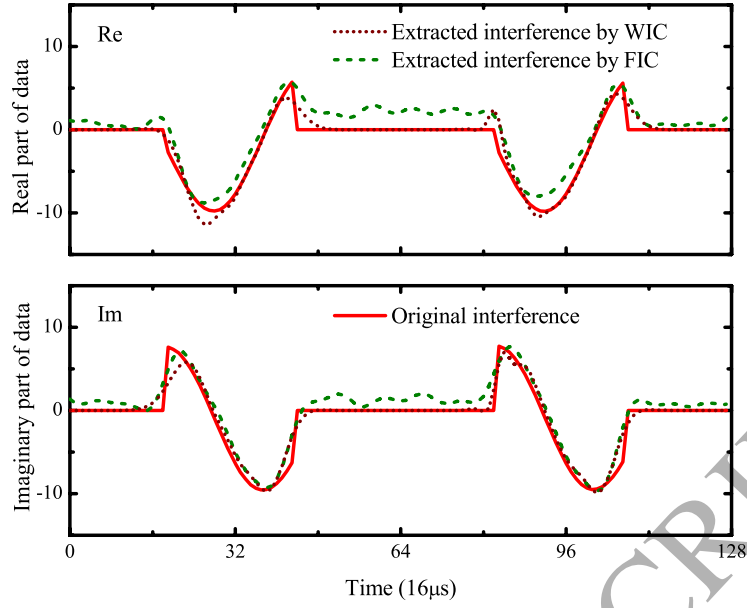 Re
Extracted interference by WIC
Extracted interference by FIC
10
0
-10
Real part of data
Im
Original interference
10
0
-10
Imaginary part of data
0 32 64 96 128
Time (16μs)
CRI